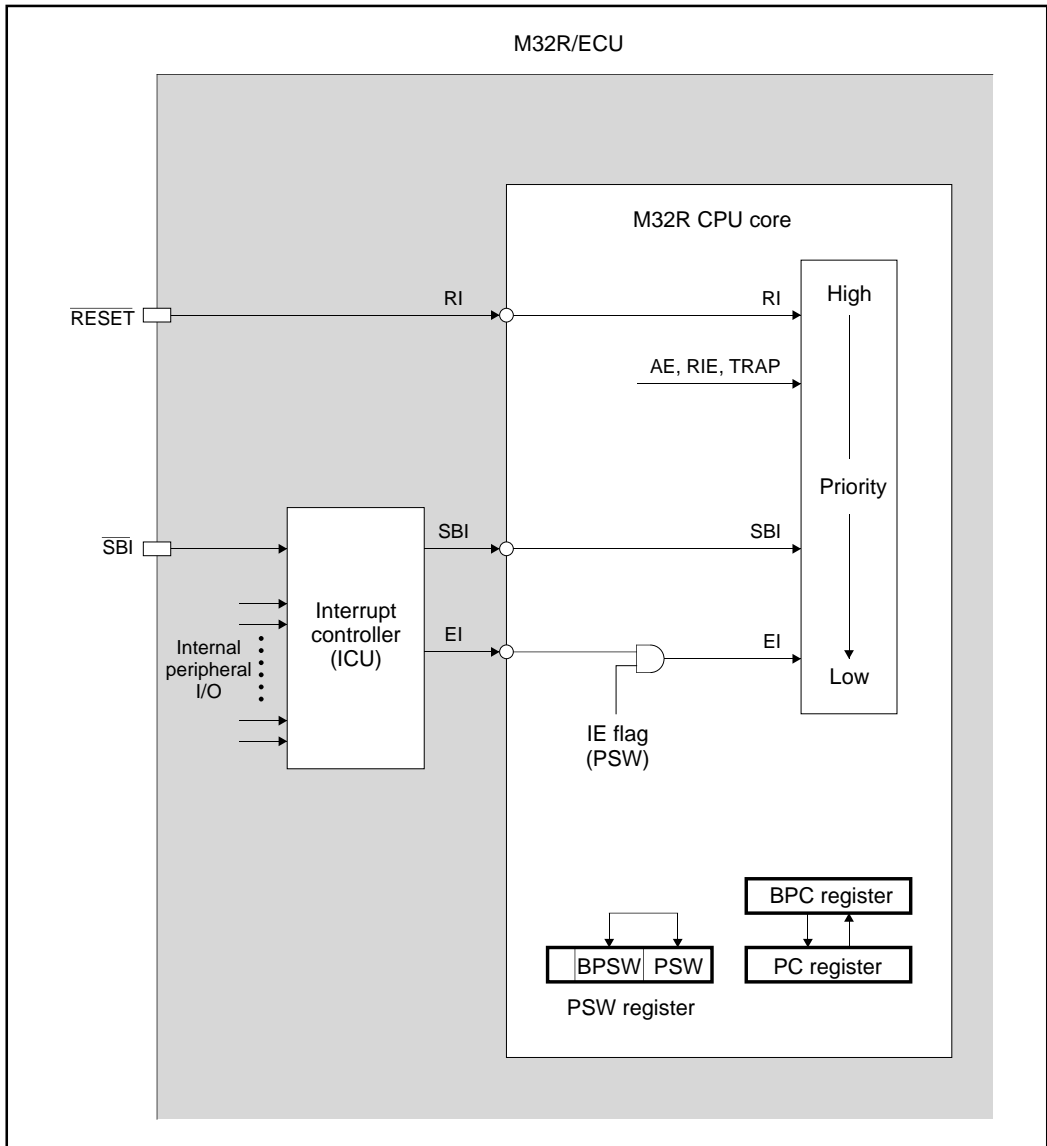 M32R/ECU
M32R CPU core
RESET
RI
RI
High
AE, RIE, TRAP
Priority
SBI
SBI
SBI
Internal
peripheral
I/O
Interrupt
controller
(ICU)
EI
EI
Low
IE flag
(PSW)
BPC register
BPSW
PSW
PC register
PSW register